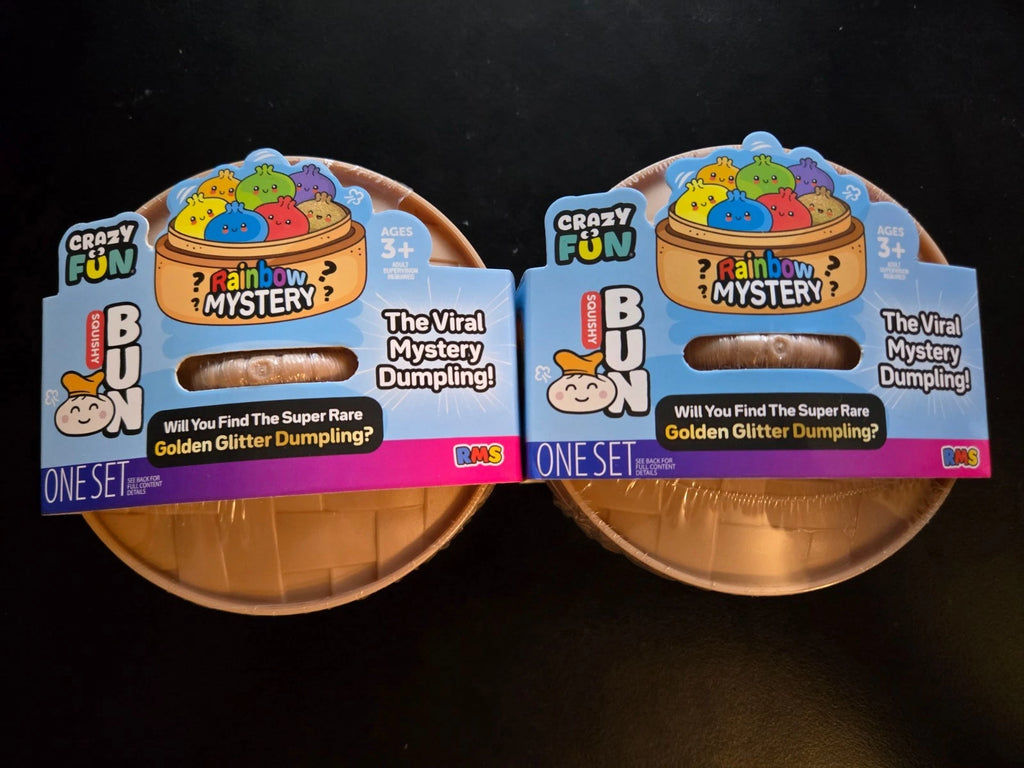 CRAZY
FUN
Rainbow
MYSTERY
? ? ? ?
AGES
3+
ADULT
SUPERVISION
REQUIRED
SQUISHY
BUN
The Viral
Mystery
Dumpling!
Will You Find The Super Rare
Golden Glitter Dumpling?
ONE SET
SEE BACK FOR
FULL CONTENT
DETAILS
RMS
CRAZY
FUN
Rainbow
MYSTERY
? ? ? ?
AGES
3+
ADULT
SUPERVISION
REQUIRED
SQUISHY
BUN
The Viral
Mystery
Dumpling!
Will You Find The Super Rare
Golden Glitter Dumpling?
ONE SET
SEE BACK FOR
FULL CONTENT
DETAILS
RMS